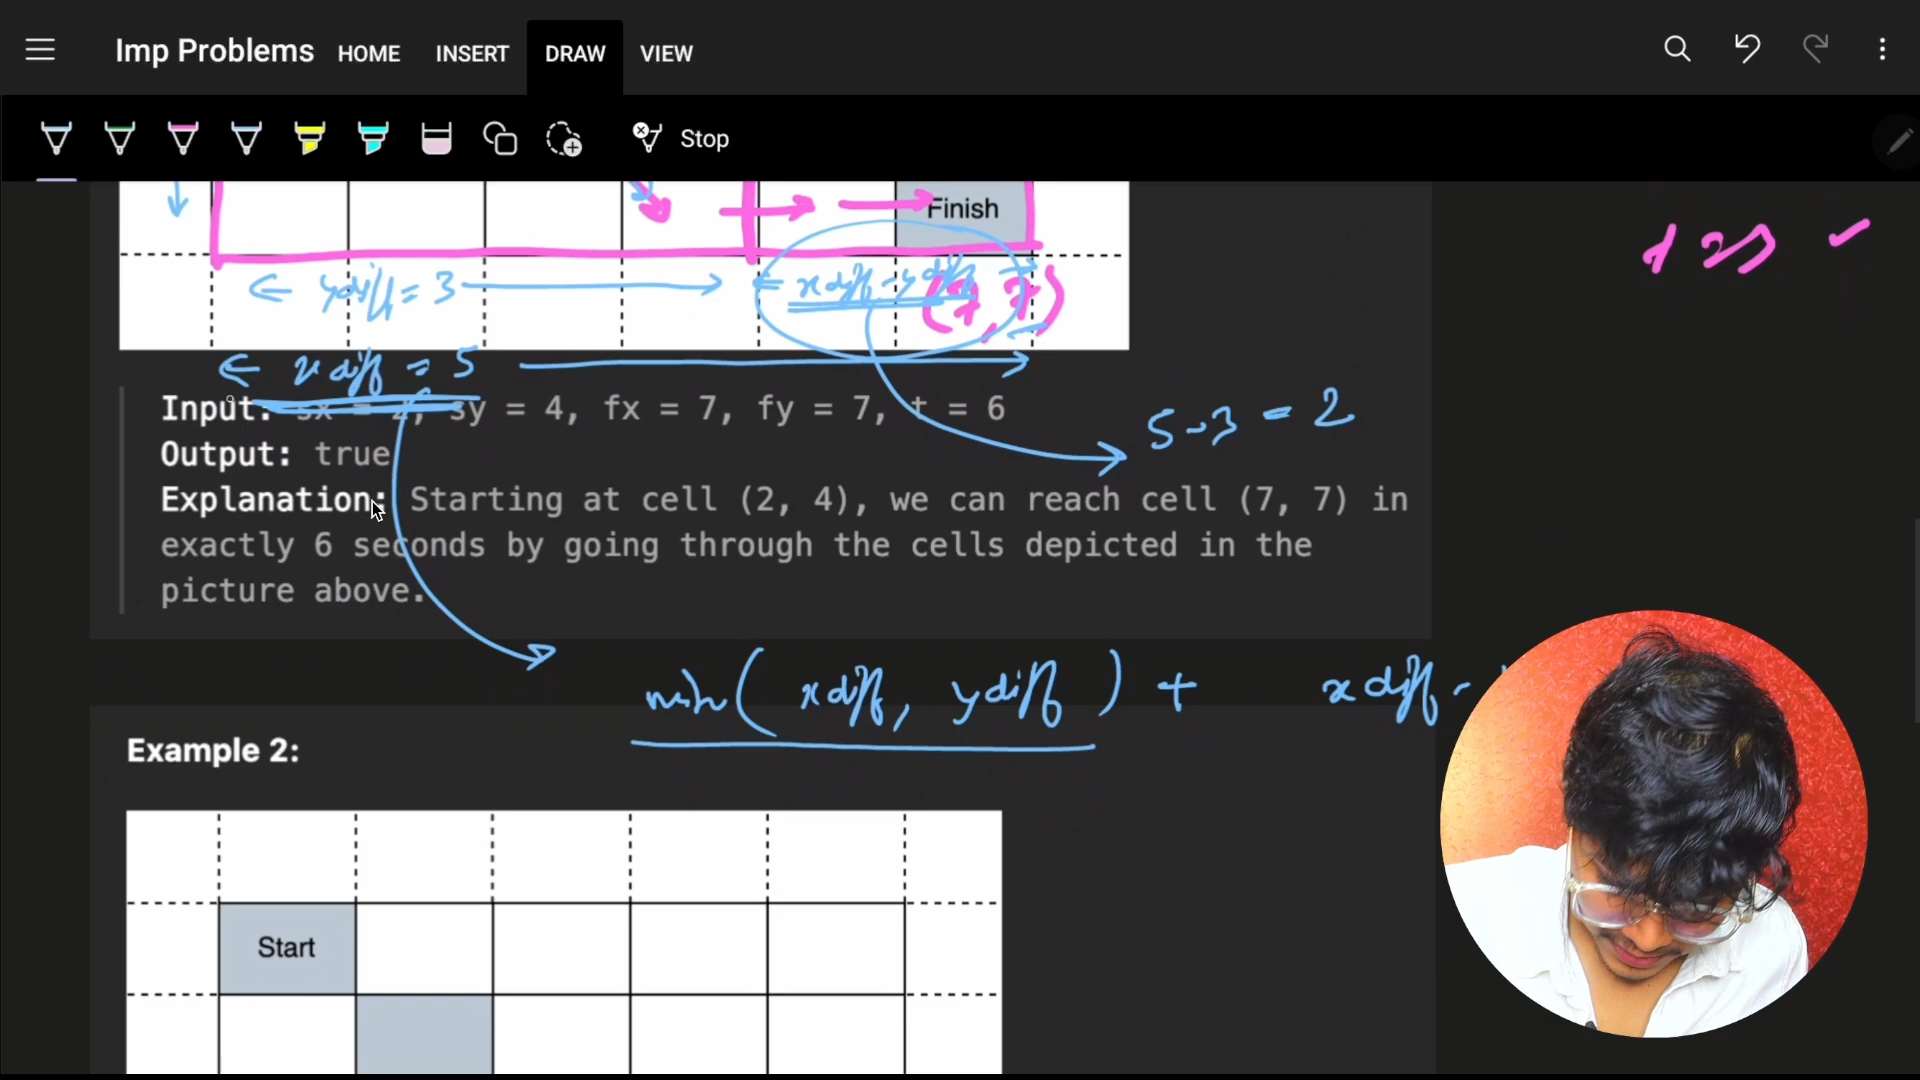 Imp Problems HOME INSERT DRAW VIEW
Stop
Finish
1 2 3
ydiff = 3
xdiff - ydiff
(7, 7)
xdiff = 5
Input: sx = 2, sy = 4, fx = 7, fy = 7, t = 6
5 - 3 = 2
Output: true
Explanation: Starting at cell (2, 4), we can reach cell (7, 7) in
exactly 6 seconds by going through the cells depicted in the
picture above.
min( xdiff, ydiff ) + xdiff -
Example 2:
Start